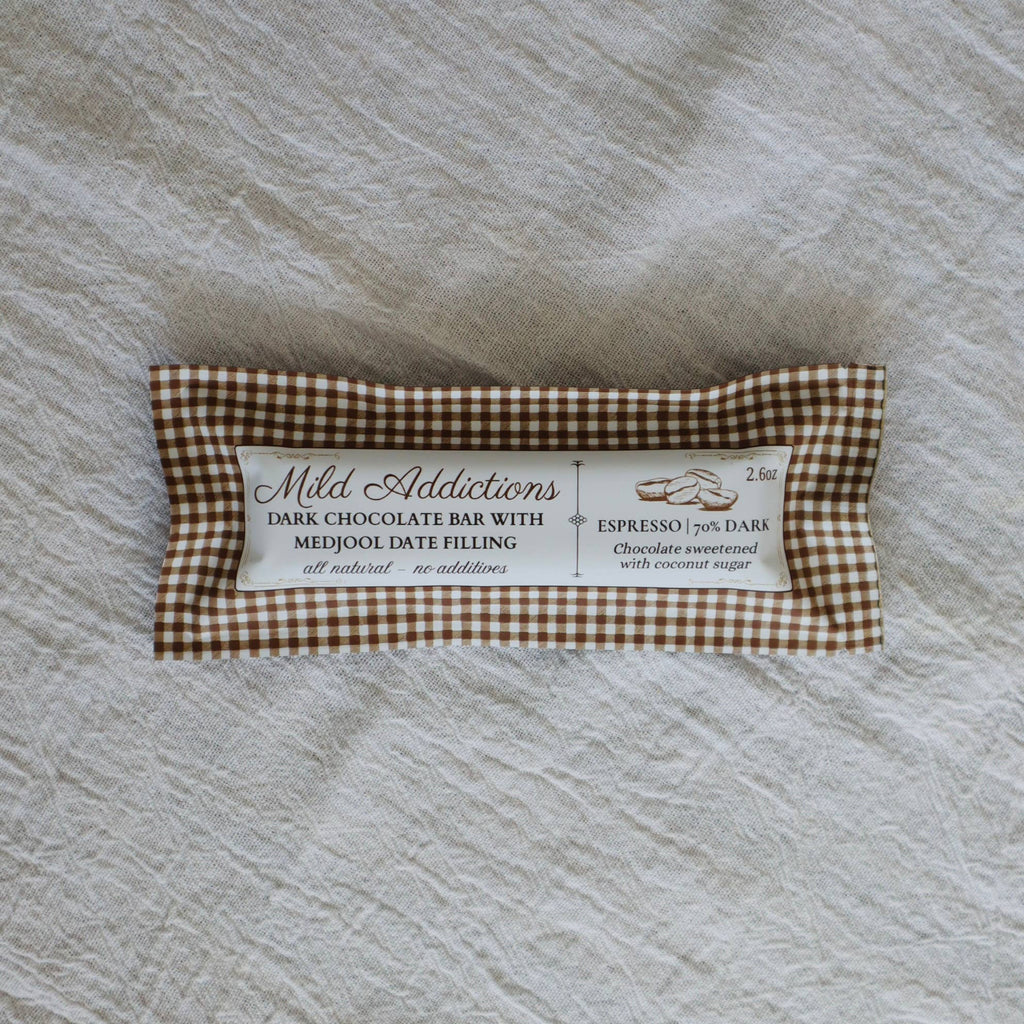 Mild Addictions
DARK CHOCOLATE BAR WITH
MEDJOOL DATE FILLING
all natural – no additives
2.6oz
ESPRESSO | 70% DARK
Chocolate sweetened
with coconut sugar